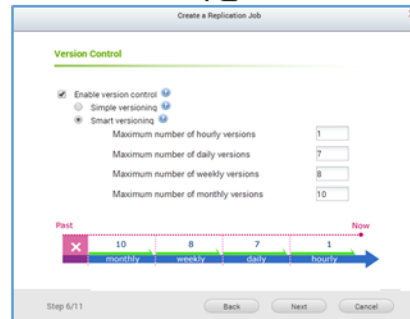 Create a Replication Job
Version Control
Enable version control
Simple versioning
Smart versioning
Maximum number of hourly versions 1
Maximum number of daily versions 7
Maximum number of weekly versions 8
Maximum number of monthly versions 10
Past Now
10 8 7 1
monthly weekly daily hourly
Step 6/11 Back Next Cancel